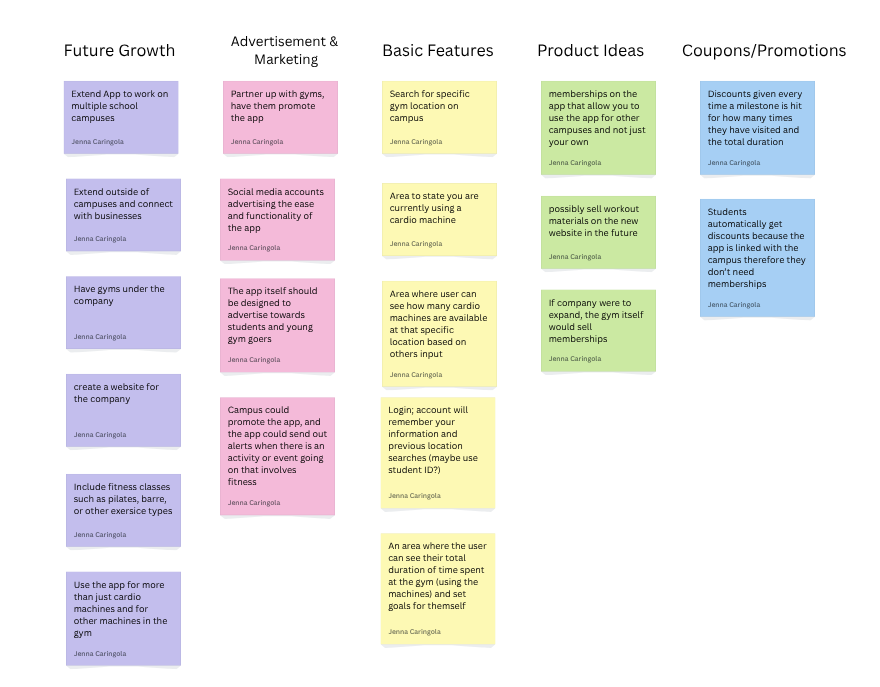 Future Growth
Extend App to work on
multiple school
campuses
Jenna Caringola
Extend outside of
campuses and connect
with businesses
Jenna Caringola
Have gyms under the
company
Jenna Caringola
create a website for
the company
Jenna Caringola
Include fitness classes
such as pilates, barre,
or other exersice types
Jenna Caringola
Use the app for more
than just cardio
machines and for
other machines in the
gym
Jenna Caringola
Advertisement &
Marketing
Partner up with gyms,
have them promote
the app
Jenna Caringola
Social media accounts
advertising the ease
and functionality of
the app
Jenna Caringola
The app itself should
be designed to
advertise towards
students and young
gym goers
Jenna Caringola
Campus could
promote the app, and
the app could send out
alerts when there is an
activity or event going
on that involves
fitness
Jenna Caringola
Basic Features
Search for specific
gym location on
campus
Jenna Caringola
Area to state you are
currently using a
cardio machine
Jenna Caringola
Area where user can
see how many cardio
machines are available
at that specific
location based on
others input
Jenna Caringola
Login; account will
remember your
information and
previous location
searches (maybe use
student ID?)
Jenna Caringola
An area where the user
can see their total
duration of time spent
at the gym (using the
machines) and set
goals for themself
Jenna Caringola
Product Ideas
memberships on the
app that allow you to
use the app for other
campuses and not just
your own
Jenna Caringola
possibly sell workout
materials on the new
website in the future
Jenna Caringola
If company were to
expand, the gym itself
would sell
memberships
Jenna Caringola
Coupons/Promotions
Discounts given every
time a milestone is hit
for how many times
they have visited and
the total duration
Jenna Caringola
Students
automatically get
discounts because the
app is linked with the
campus therefore they
don't need
memberships
Jenna Caringola